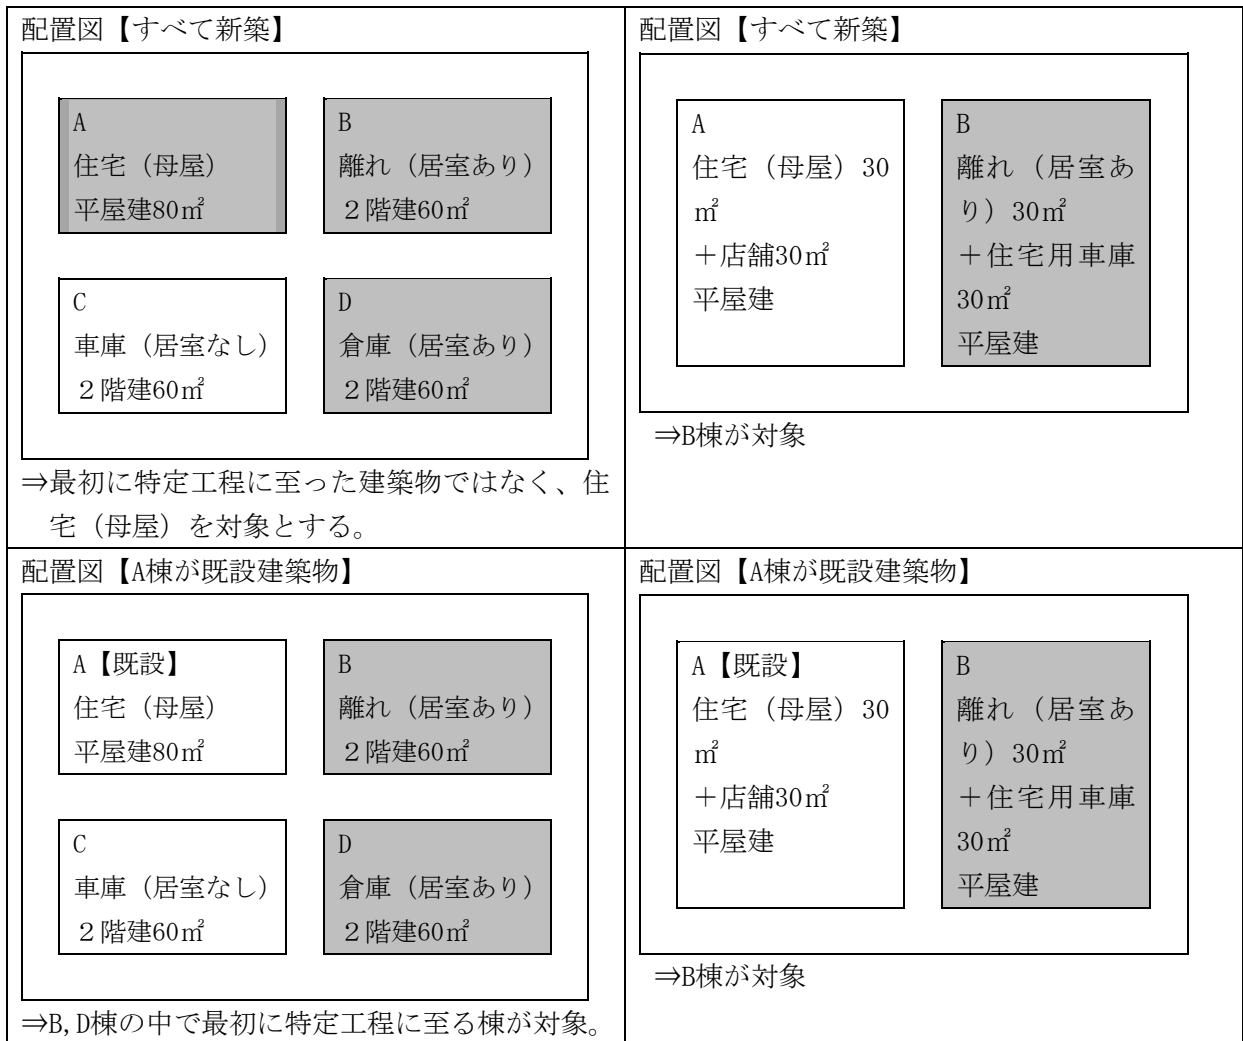 配置図【すべて新築】
A
住宅（母屋）
平屋建80㎡
B
離れ（居室あり）
２階建60㎡
C
車庫（居室なし）
２階建60㎡
D
倉庫（居室あり）
２階建60㎡
⇒最初に特定工程に至った建築物ではなく、住
宅（母屋）を対象とする。
配置図【すべて新築】
A
住宅（母屋）30
㎡
＋店舗30㎡
平屋建
B
離れ（居室あ
り）30㎡
＋住宅用車庫
30㎡
平屋建
⇒B棟が対象
配置図【A棟が既設建築物】
A【既設】
住宅（母屋）
平屋建80㎡
B
離れ（居室あり）
２階建60㎡
C
車庫（居室なし）
２階建60㎡
D
倉庫（居室あり）
２階建60㎡
⇒B,D棟の中で最初に特定工程に至る棟が対象。
配置図【A棟が既設建築物】
A【既設】
住宅（母屋）30
㎡
＋店舗30㎡
平屋建
B
離れ（居室あ
り）30㎡
＋住宅用車庫
30㎡
平屋建
⇒B棟が対象